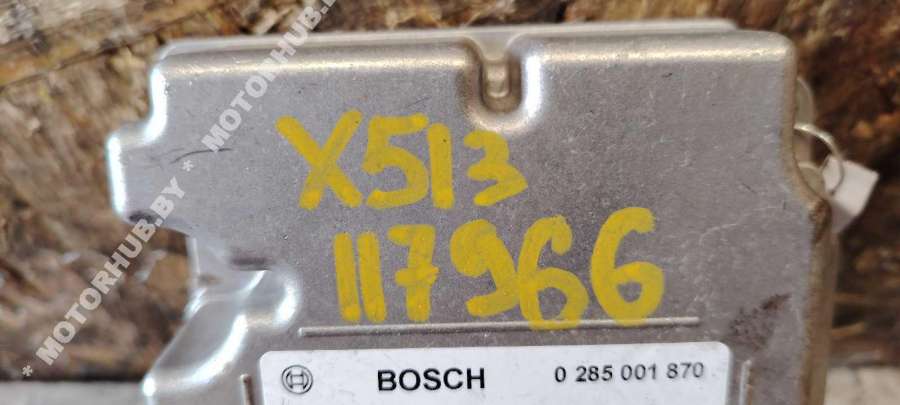 X513
117966
BOSCH 0 285 001 870
* MOTORHUB.BY * MOTORHUB.BY